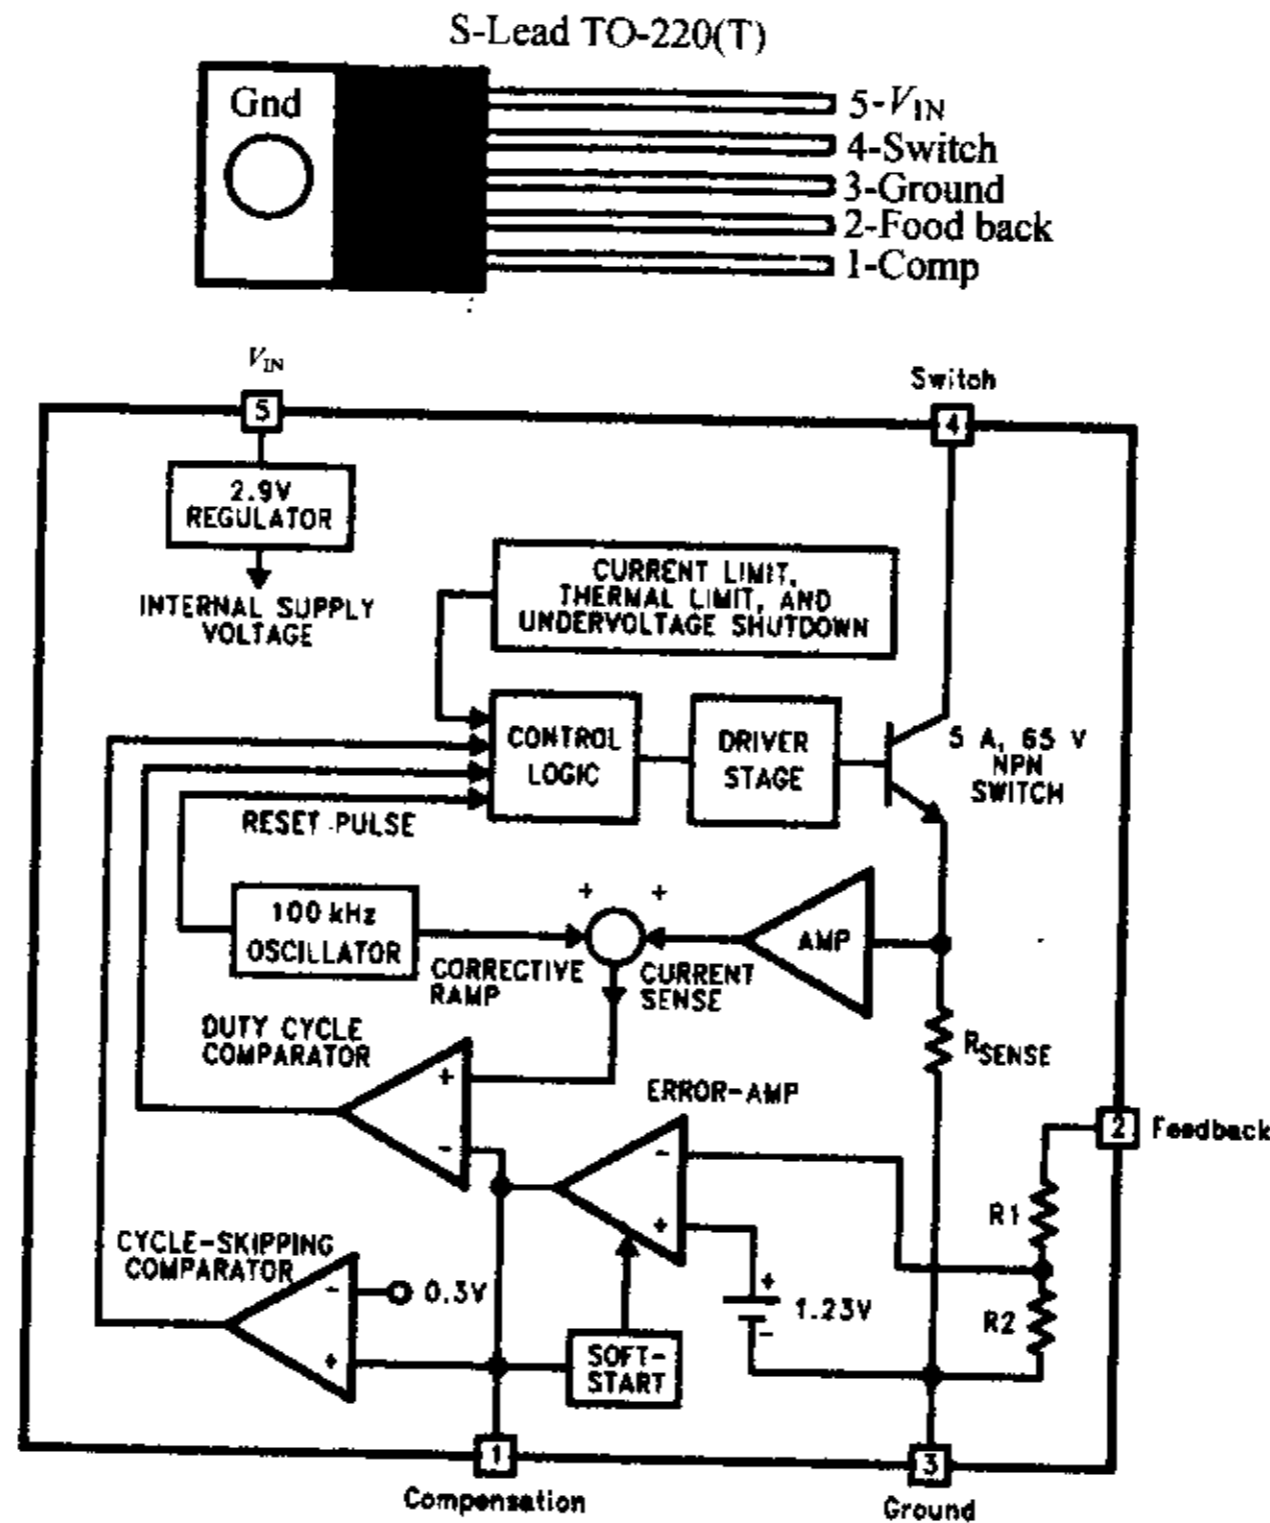 S-Lead TO-220(T)
Gnd
5-V_IN
4-Switch
3-Ground
2-Food back
1-Comp
V_IN
Switch
5
4
2.9V
REGULATOR
INTERNAL SUPPLY
VOLTAGE
CURRENT LIMIT,
THERMAL LIMIT, AND
UNDERVOLTAGE SHUTDOWN
CONTROL
LOGIC
DRIVER
STAGE
5 A, 65 V
NPN
SWITCH
RESET PULSE
100 kHz
OSCILLATOR
+
+
AMP
CORRECTIVE
RAMP
CURRENT
SENSE
DUTY CYCLE
COMPARATOR
+
-
R_SENSE
ERROR-AMP
-
+
2
Feedback
R1
CYCLE-SKIPPING
COMPARATOR
-
0.3V
+
+
1.23V
-
R2
SOFT-
START
1
3
Compensation
Ground